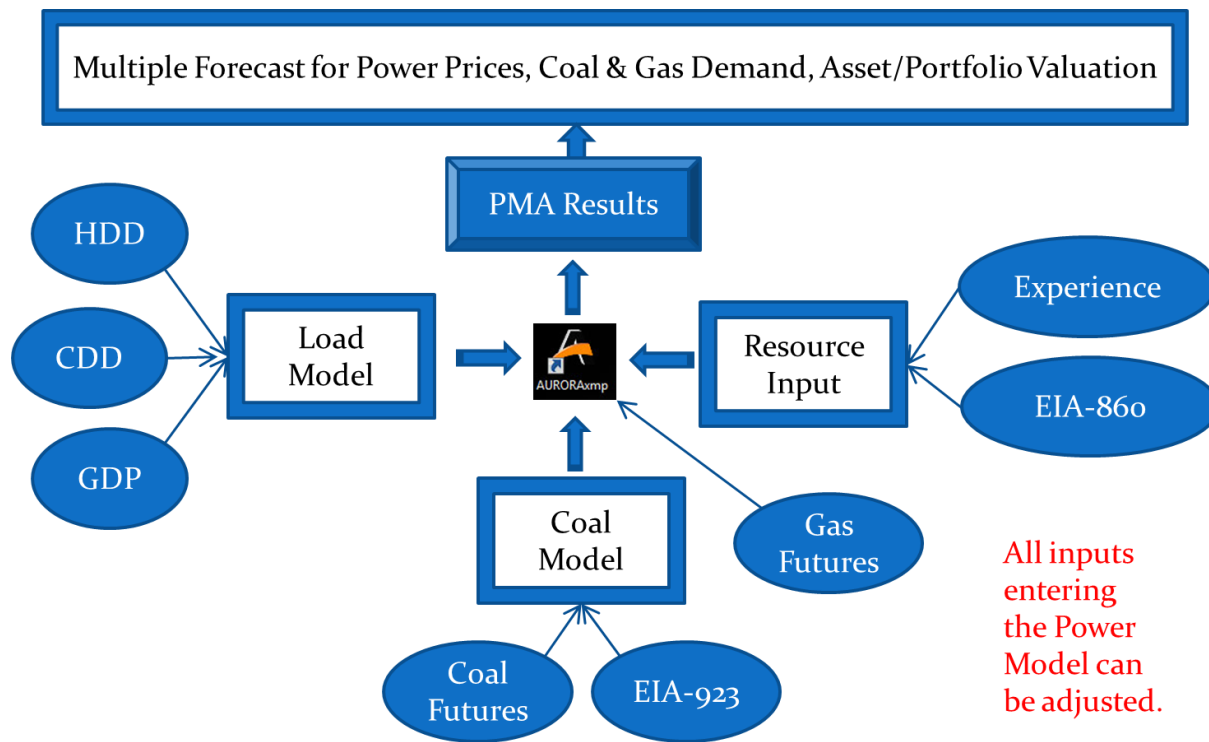 Multiple Forecast for Power Prices, Coal & Gas Demand, Asset/Portfolio Valuation
PMA Results
HDD
CDD
GDP
Load
Model
AURORAxmp
Resource
Input
Experience
EIA-860
Coal
Model
Gas
Futures
Coal
Futures
EIA-923
All inputs
entering
the Power
Model can
be adjusted.